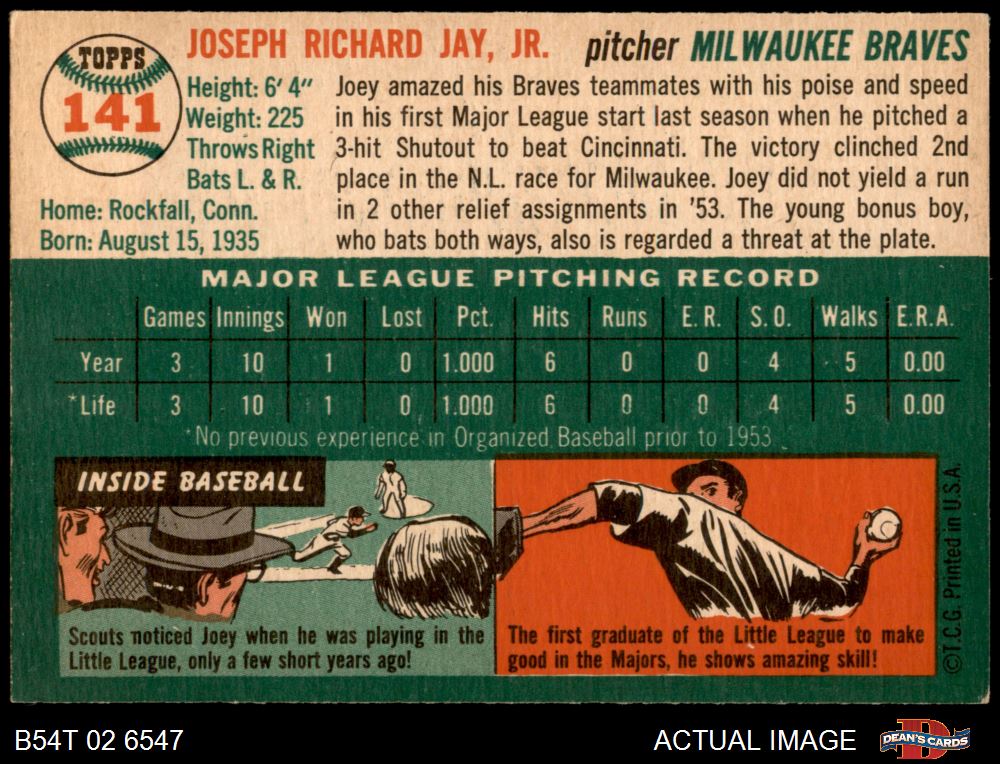 TOPPS
141
JOSEPH RICHARD JAY, JR. pitcher MILWAUKEE BRAVES
Height: 6' 4"
Weight: 225
Throws Right
Bats L. & R.
Home: Rockfall, Conn.
Born: August 15, 1935
Joey amazed his Braves teammates with his poise and speed
in his first Major League start last season when he pitched a
3-hit Shutout to beat Cincinnati. The victory clinched 2nd
place in the N.L. race for Milwaukee. Joey did not yield a run
in 2 other relief assignments in '53. The young bonus boy,
who bats both ways, also is regarded a threat at the plate.
MAJOR LEAGUE PITCHING RECORD
Games Innings Won Lost Pct. Hits Runs E. R. S. O. Walks E.R.A.
Year 3 10 1 0 1.000 6 0 0 4 5 0.00
*Life 3 10 1 0 1.000 6 0 0 4 5 0.00
*No previous experience in Organized Baseball prior to 1953
INSIDE BASEBALL
Scouts noticed Joey when he was playing in the
Little League, only a few short years ago!
The first graduate of the Little League to make
good in the Majors, he shows amazing skill!
©T.C.G. Printed in U.S.A.
B54T 02 6547
ACTUAL IMAGE
D
DEAN'S CARDS